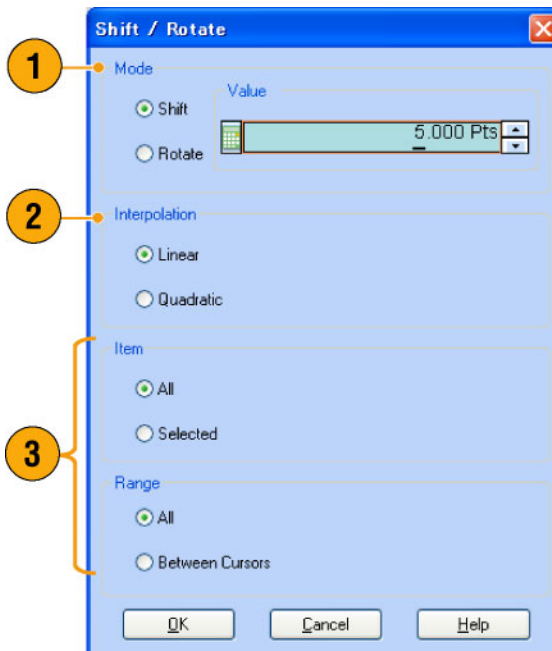 Shift / Rotate
1
Mode
Value
Shift
5.000 Pts
Rotate
2
Interpolation
Linear
Quadratic
3
Item
All
Selected
Range
All
Between Cursors
OK
Cancel
Help